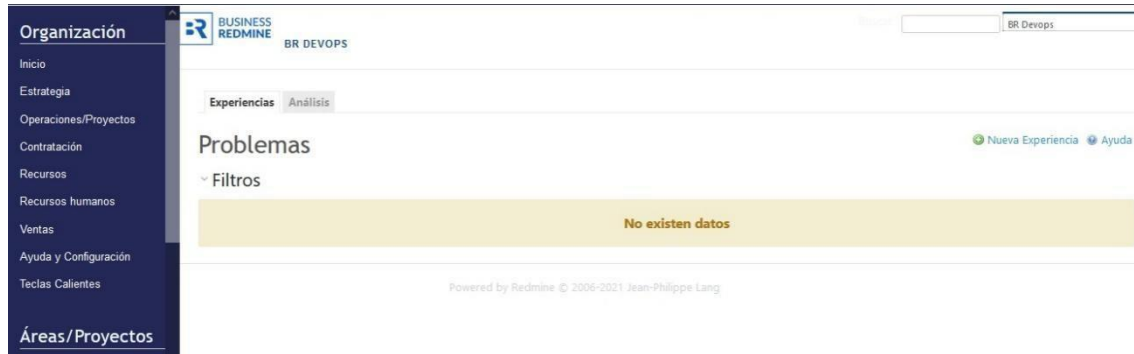 Organización
Inicio
Estrategia
Operaciones/Proyectos
Contratación
Recursos
Recursos humanos
Ventas
Ayuda y Configuración
Teclas Calientes
Áreas/Proyectos
BUSINESS
REDMINE
BR DEVOPS
BR Devops
Experiencias Análisis
Problemas
Nueva Experiencia Ayuda
Filtros
No existen datos
Powered by Redmine © 2006-2021 Jean-Philippe Lang